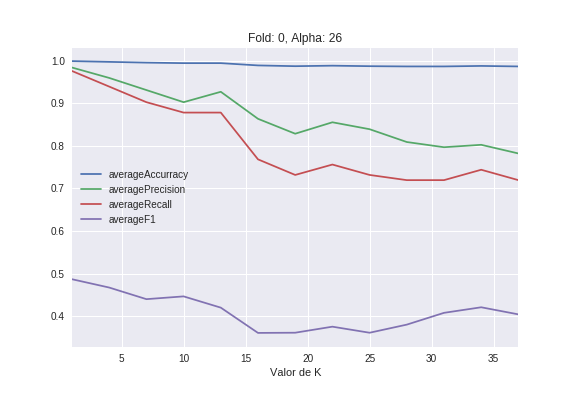 Fold: 0, Alpha: 26
1.0
0.9
0.8
0.7
0.6
0.5
0.4
averageAccurracy
averagePrecision
averageRecall
averageF1
5 10 15 20 25 30 35
Valor de K